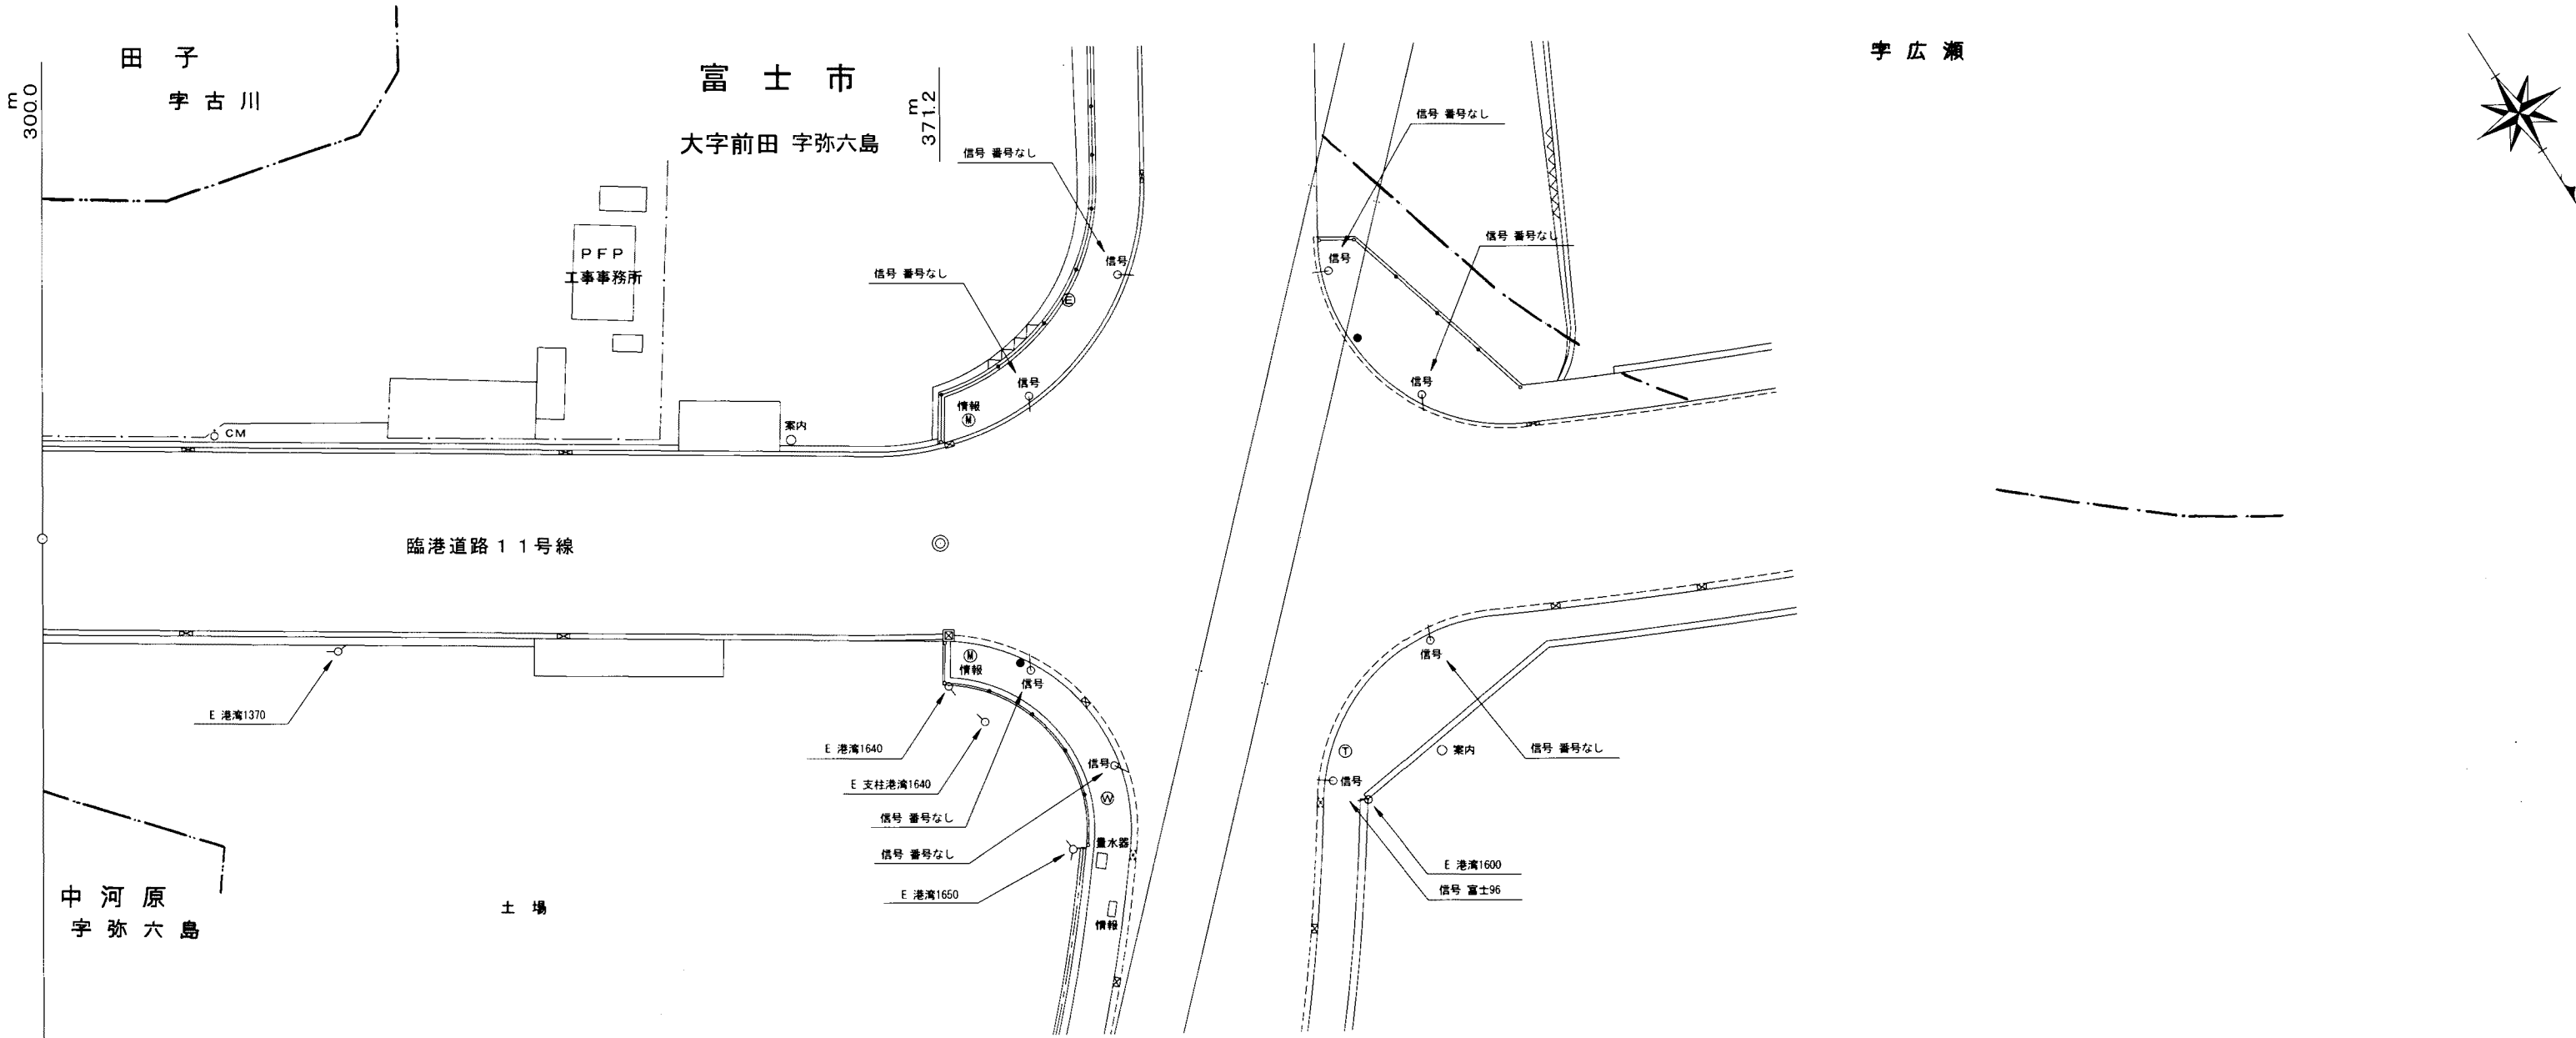 田子
字古川
300.0 m
富士市
大字前田 字弥六島
371.2 m
字広瀬
信号 番号なし
信号 番号なし
信号 番号なし
信号 番号なし
信号
信号
信号
信号
PFP
工事事務所
E
情報
M
案内
CM
臨港道路11号線
M
情報
信号
信号
信号
E 港湾1370
E 港湾1640
E 支柱港湾1640
信号 番号なし
信号 番号なし
E 港湾1650
W
量水器
情報
T
案内
信号 番号なし
信号
E 港湾1600
信号 富士96
中河原
字弥六島
土場